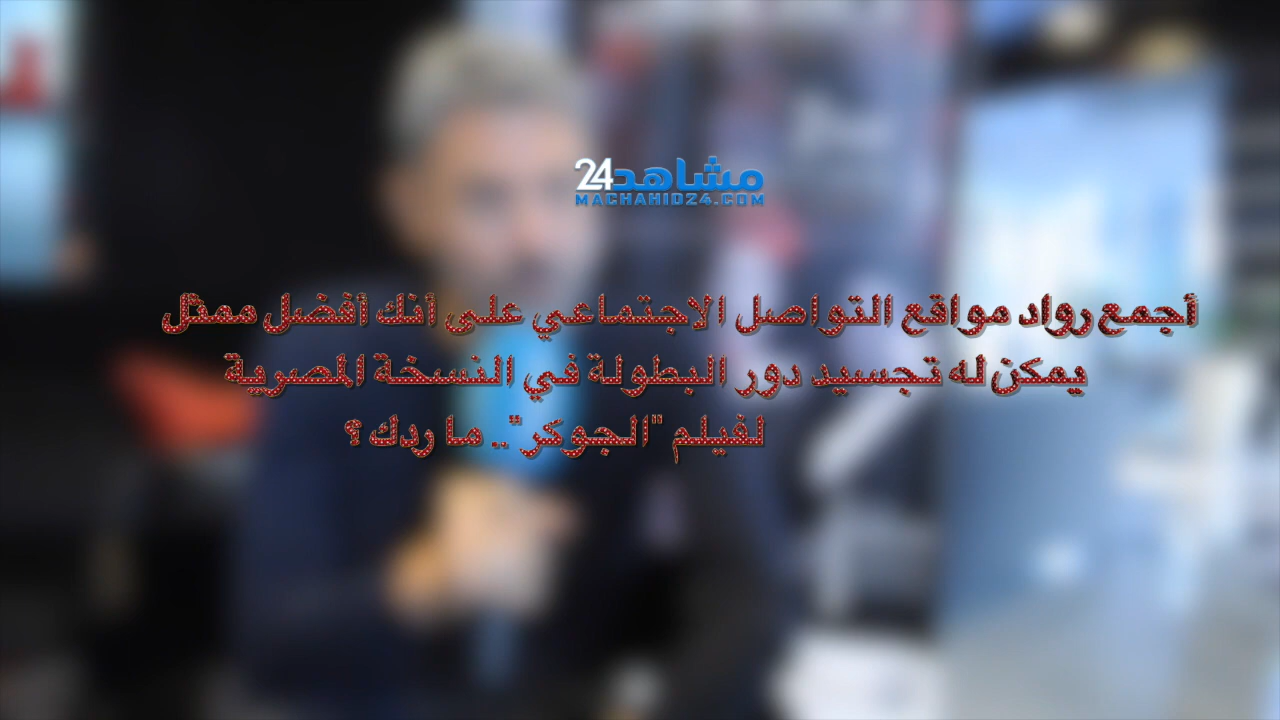 مشاهد24
MACHAHID24.COM
أجمع رواد مواقع التواصل الاجتماعي على أنك أفضل ممثل
يمكن له تجسيد دور البطولة في النسخة المصرية
لفيلم "الجوكر".. ما ردك ؟